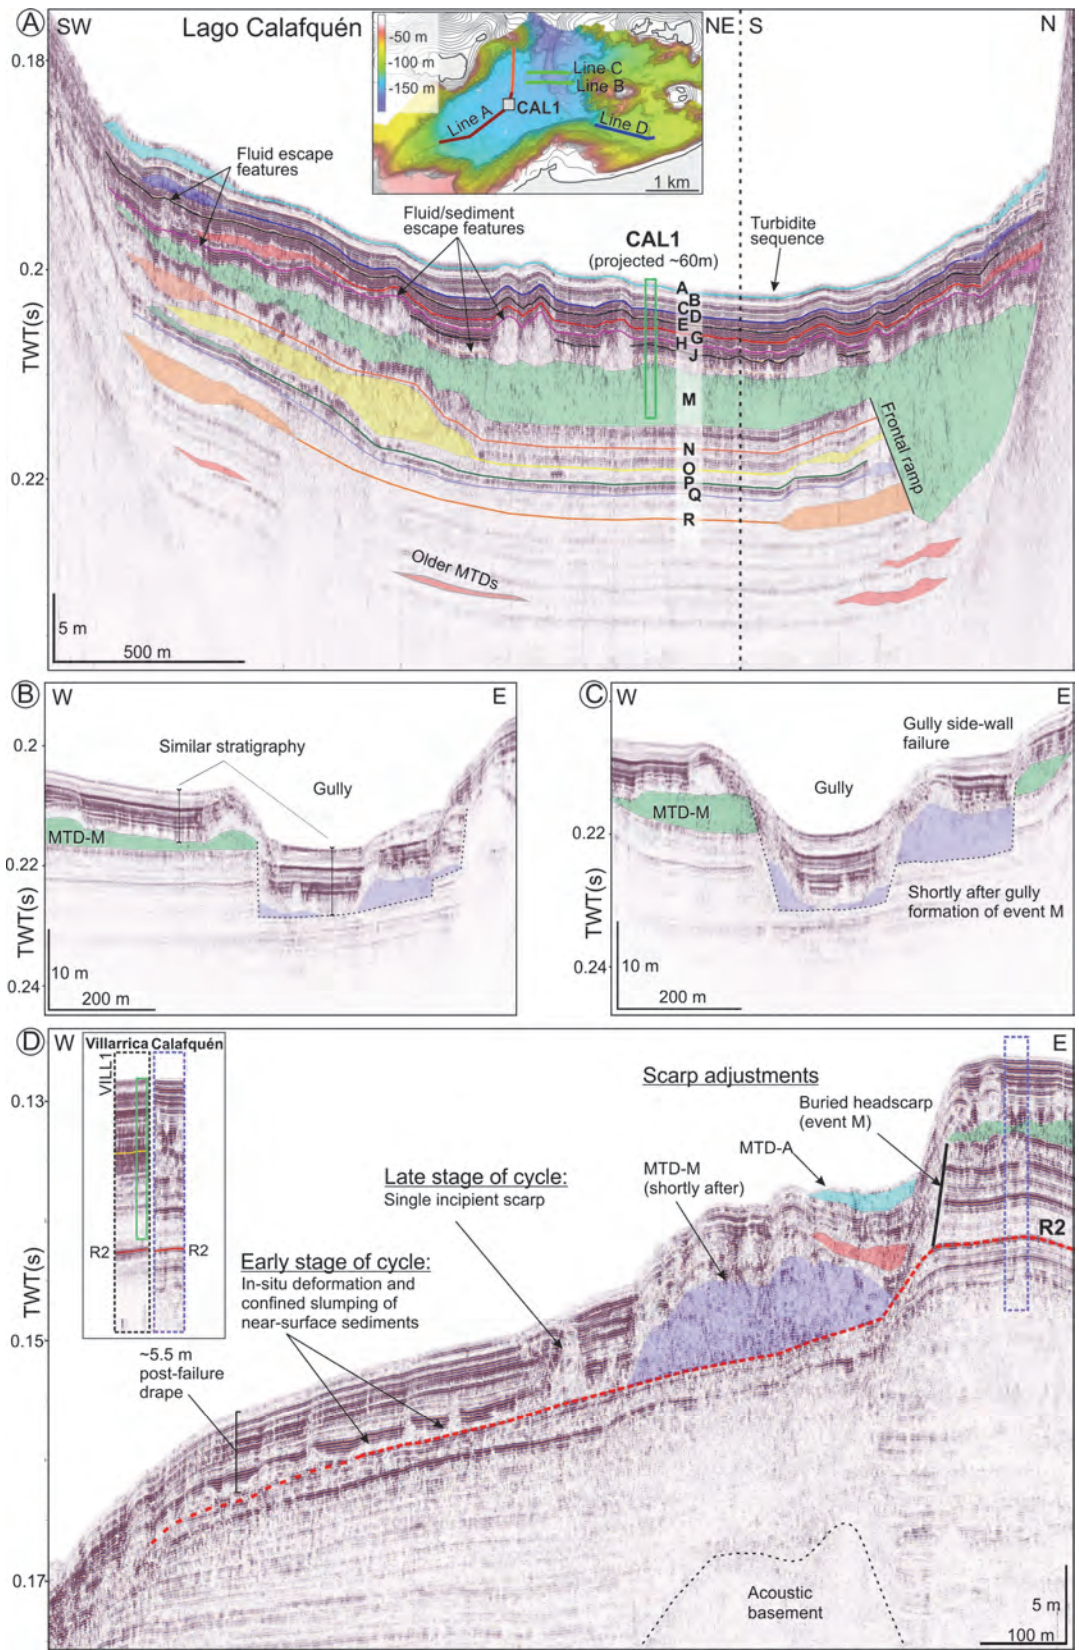 A
SW
Lago Calafquén
NE
S
N
-50 m
-100 m
-150 m
Line C
Line B
Line A
CAL1
Line D
1 km
0.18
0.2
0.22
TWT(s)
Fluid escape
features
Fluid/sediment
escape features
CAL1
(projected ~60m)
Turbidite
sequence
A
B
C
D
E
G
H
J
M
N
O
P
Q
R
Frontal ramp
Older MTDs
5 m
500 m
B
W
E
0.2
0.22
0.24
TWT(s)
Similar stratigraphy
Gully
MTD-M
10 m
200 m
C
W
E
0.22
0.24
TWT(s)
Gully side-wall
failure
Gully
MTD-M
Shortly after gully
formation of event M
10 m
200 m
D
W
E
0.13
0.15
0.17
TWT(s)
Villarrica
Calafquén
VILL1
R2
R2
Scarp adjustments
Buried headscarp
(event M)
MTD-A
MTD-M
(shortly after)
Late stage of cycle:
Single incipient scarp
R2
Early stage of cycle:
In-situ deformation and
confined slumping of
near-surface sediments
~5.5 m
post-failure
drape
Acoustic
basement
5 m
100 m